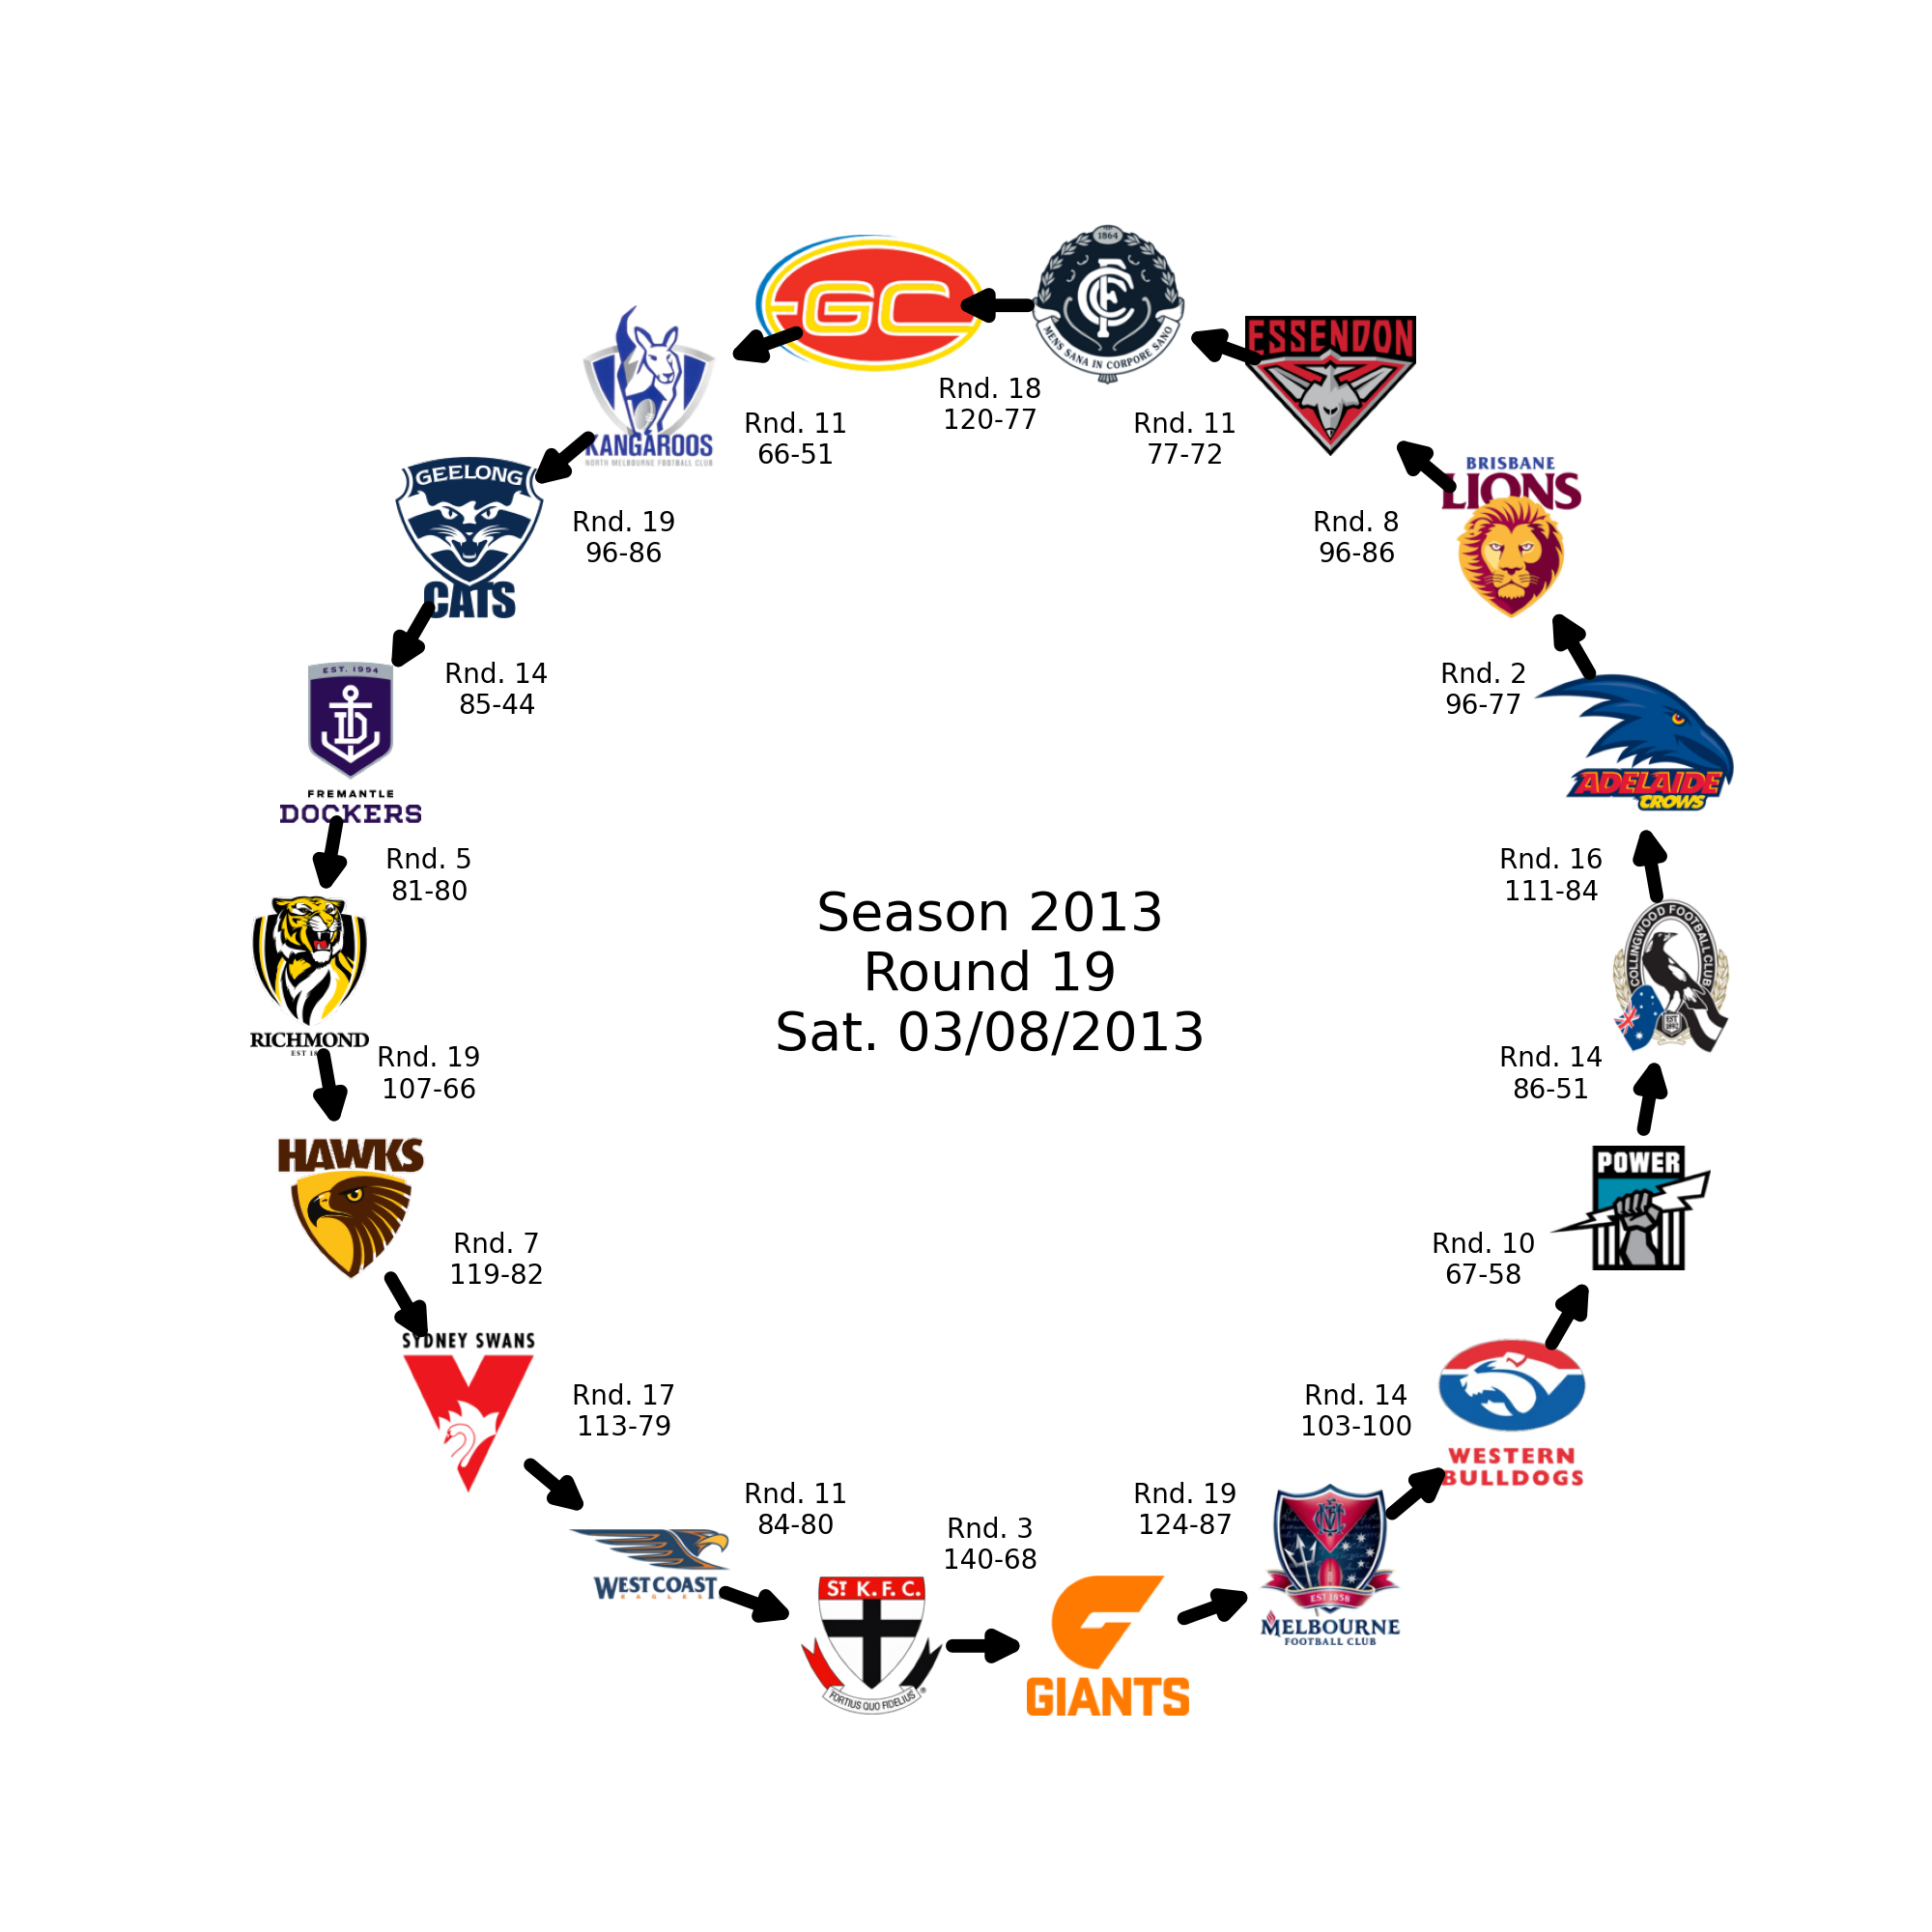 1864
MENS SANA IN CORPORE SANO
ESSENDON
KANGAROOS
NORTH MELBOURNE FOOTBALL CLUB
GC
Rnd. 18
120-77
Rnd. 11
66-51
Rnd. 11
77-72
GEELONG
CATS
Rnd. 19
96-86
Rnd. 8
96-86
BRISBANE
LIONS
EST. 1994
FREMANTLE
DOCKERS
Rnd. 14
85-44
Rnd. 2
96-77
ADELAIDE
CROWS
Rnd. 5
81-80
Rnd. 16
111-84
Season 2013
Round 19
Sat. 03/08/2013
COLLINGWOOD FOOTBALL CLUB
EST
1892
RICHMOND
Rnd. 19
107-66
Rnd. 14
86-51
HAWKS
POWER
Rnd. 7
119-82
Rnd. 10
67-58
SYDNEY SWANS
Rnd. 17
113-79
Rnd. 14
103-100
WESTERN
BULLDOGS
Rnd. 11
84-80
Rnd. 3
140-68
Rnd. 19
124-87
WEST COAST
EAGLES
ST K. F. C.
FORTIUS QUO FIDELIUS
GIANTS
EST 1858
MELBOURNE
FOOTBALL CLUB